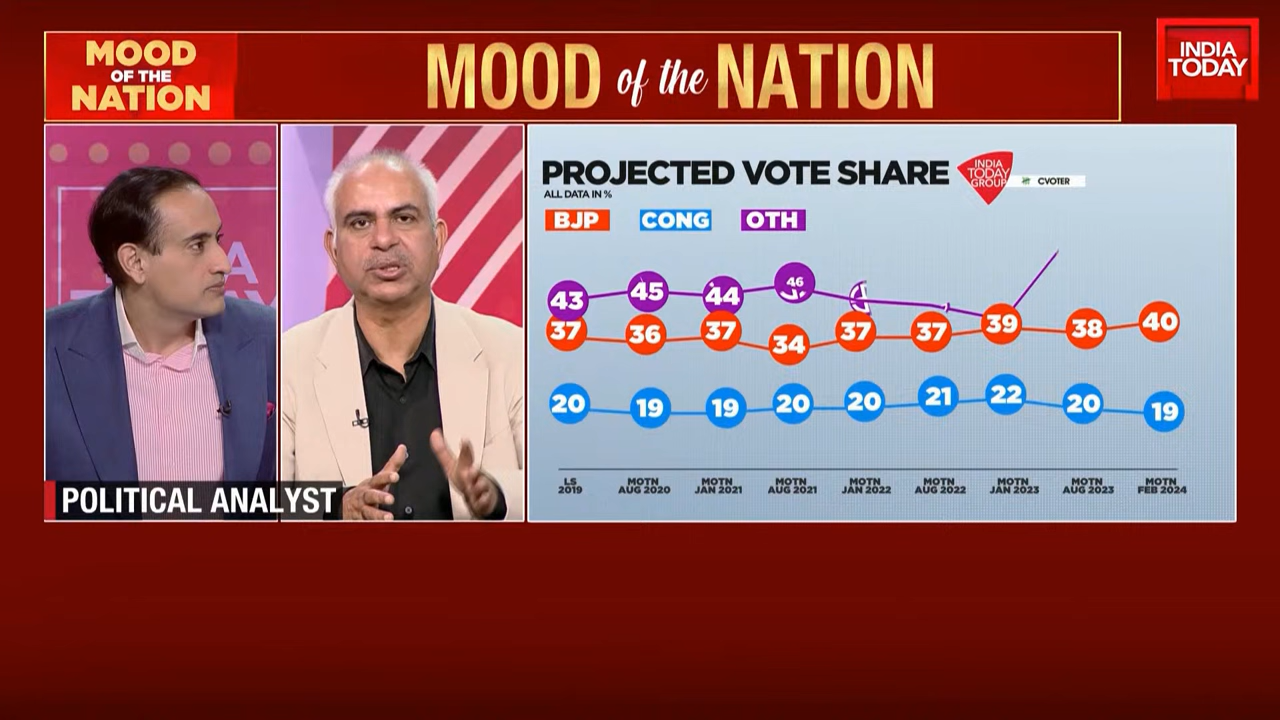 MOOD
OF THE
NATION
MOOD of the NATION
INDIA
TODAY
PROJECTED VOTE SHARE
INDIA
TODAY
GROUP
CVOTER
ALL DATA IN %
BJP CONG OTH
43 45 44 46
37 36 37 34 37 37 39 38 40
20 19 19 20 20 21 22 20 19
LS
2019
MOTN
AUG 2020
MOTN
JAN 2021
MOTN
AUG 2021
MOTN
JAN 2022
MOTN
AUG 2022
MOTN
JAN 2023
MOTN
AUG 2023
MOTN
FEB 2024
POLITICAL ANALYST